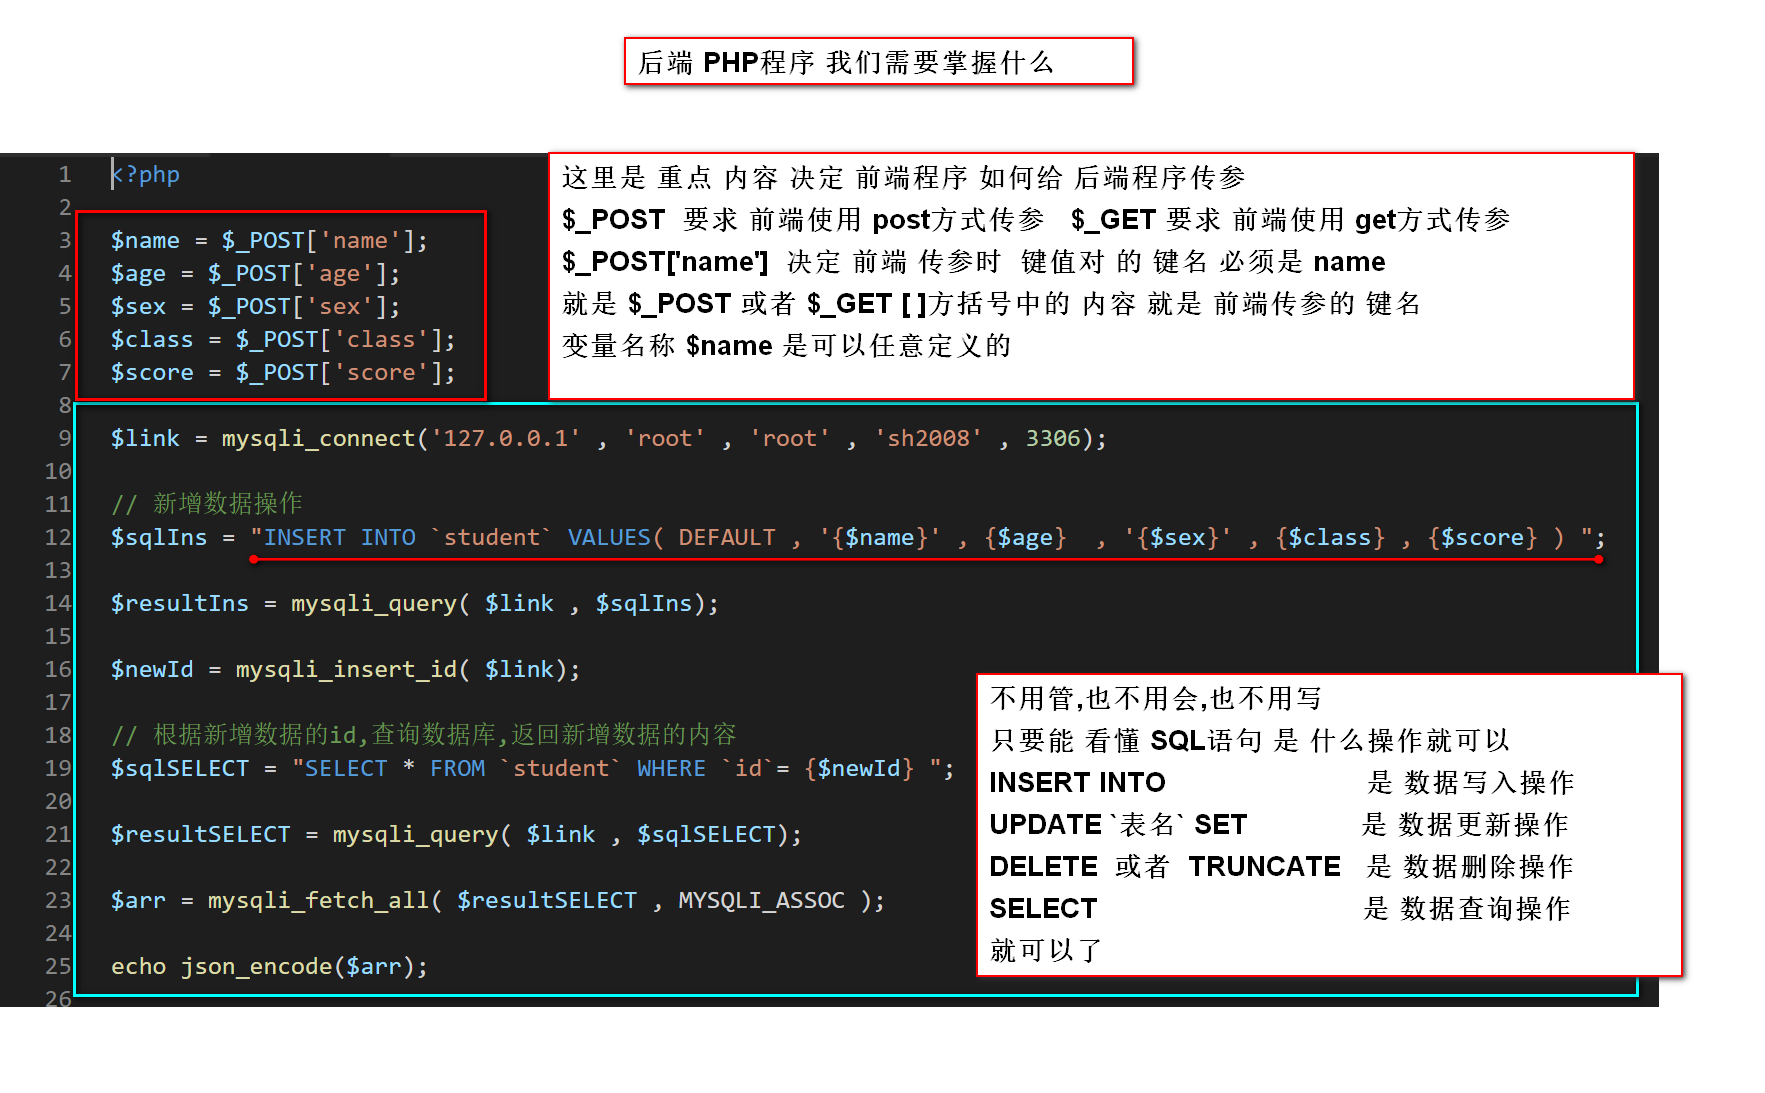 后端 PHP程序 我们需要掌握什么
1 <?php
2
3 $name = $_POST['name'];
4 $age = $_POST['age'];
5 $sex = $_POST['sex'];
6 $class = $_POST['class'];
7 $score = $_POST['score'];
这里是 重点 内容 决定 前端程序 如何给 后端程序传参
$_POST 要求 前端使用 post方式传参 $_GET 要求 前端使用 get方式传参
$_POST['name'] 决定 前端 传参时 键值对 的 键名 必须是 name
就是 $_POST 或者 $_GET [ ]方括号中的 内容 就是 前端传参的 键名
变量名称 $name 是可以任意定义的
8
9 $link = mysqli_connect('127.0.0.1' , 'root' , 'root' , 'sh2008' , 3306);
10
11 // 新增数据操作
12 $sqlIns = "INSERT INTO `student` VALUES( DEFAULT , '{$name}' , {$age}  , '{$sex}' , {$class} , {$score} ) ";
13
14 $resultIns = mysqli_query( $link , $sqlIns);
15
16 $newId = mysqli_insert_id( $link);
17
18 // 根据新增数据的id,查询数据库,返回新增数据的内容
19 $sqlSELECT = "SELECT * FROM `student` WHERE `id`= {$newId} ";
20
21 $resultSELECT = mysqli_query( $link , $sqlSELECT);
22
23 $arr = mysqli_fetch_all( $resultSELECT , MYSQLI_ASSOC );
24
25 echo json_encode($arr);
26
不用管,也不用会,也不用写
只要能 看懂 SQL语句 是 什么操作就可以
INSERT INTO 是 数据写入操作
UPDATE `表名` SET 是 数据更新操作
DELETE 或者 TRUNCATE 是 数据删除操作
SELECT 是 数据查询操作
就可以了